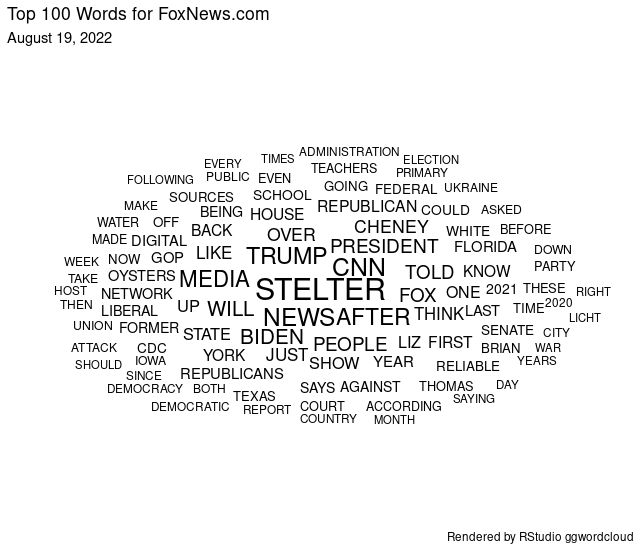 Top 100 Words for FoxNews.com
August 19, 2022
ADMINISTRATION
EVERY TIMES ELECTION
TEACHERS PRIMARY
FOLLOWING PUBLIC EVEN
GOING FEDERAL UKRAINE
SOURCES SCHOOL
MAKE BEING HOUSE REPUBLICAN COULD ASKED
WATER OFF BACK OVER CHENEY WHITE BEFORE
MADE DIGITAL PRESIDENT FLORIDA DOWN
WEEK NOW GOP LIKE TRUMP CNN TOLD KNOW PARTY
TAKE OYSTERS MEDIA
HOST NETWORK STELTER FOX ONE 2021 THESE RIGHT
THEN LIBERAL UP WILL NEWS AFTER THINK LAST TIME 2020
LICHT
UNION FORMER STATE BIDEN SENATE CITY
ATTACK CDC YORK JUST PEOPLE LIZ FIRST BRIAN WAR
SHOULD IOWA SHOW YEAR RELIABLE YEARS
SINCE REPUBLICANS
DEMOCRACY BOTH TEXAS SAYS AGAINST THOMAS DAY
DEMOCRATIC REPORT COURT ACCORDING SAYING
COUNTRY MONTH
Rendered by RStudio ggwordcloud